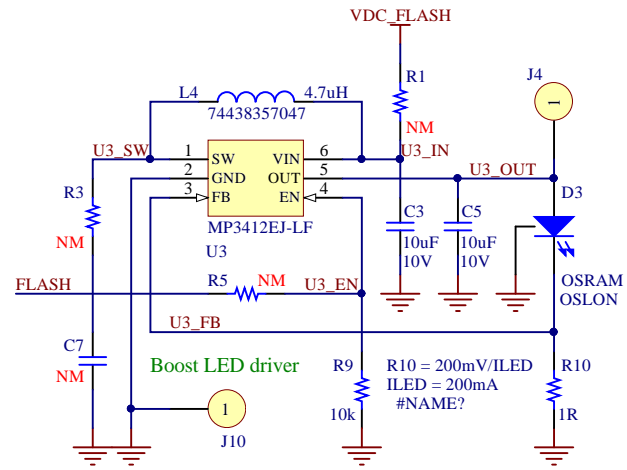 VDC_FLASH
J4
1
R1
NM
L4
4.7uH
74438357047
U3_SW
U3_IN
1
SW
VIN
6
2
GND
OUT
5
3
FB
EN
4
U3_OUT
MP3412EJ-LF
U3
R3
NM
C3
10uF
10V
C5
10uF
10V
D3
OSRAM
OSLON
FLASH
R5
NM
U3_EN
U3_FB
C7
NM
Boost LED driver
R9
10k
R10 = 200mV/ILED
ILED = 200mA
#NAME?
R10
1R
1
J10